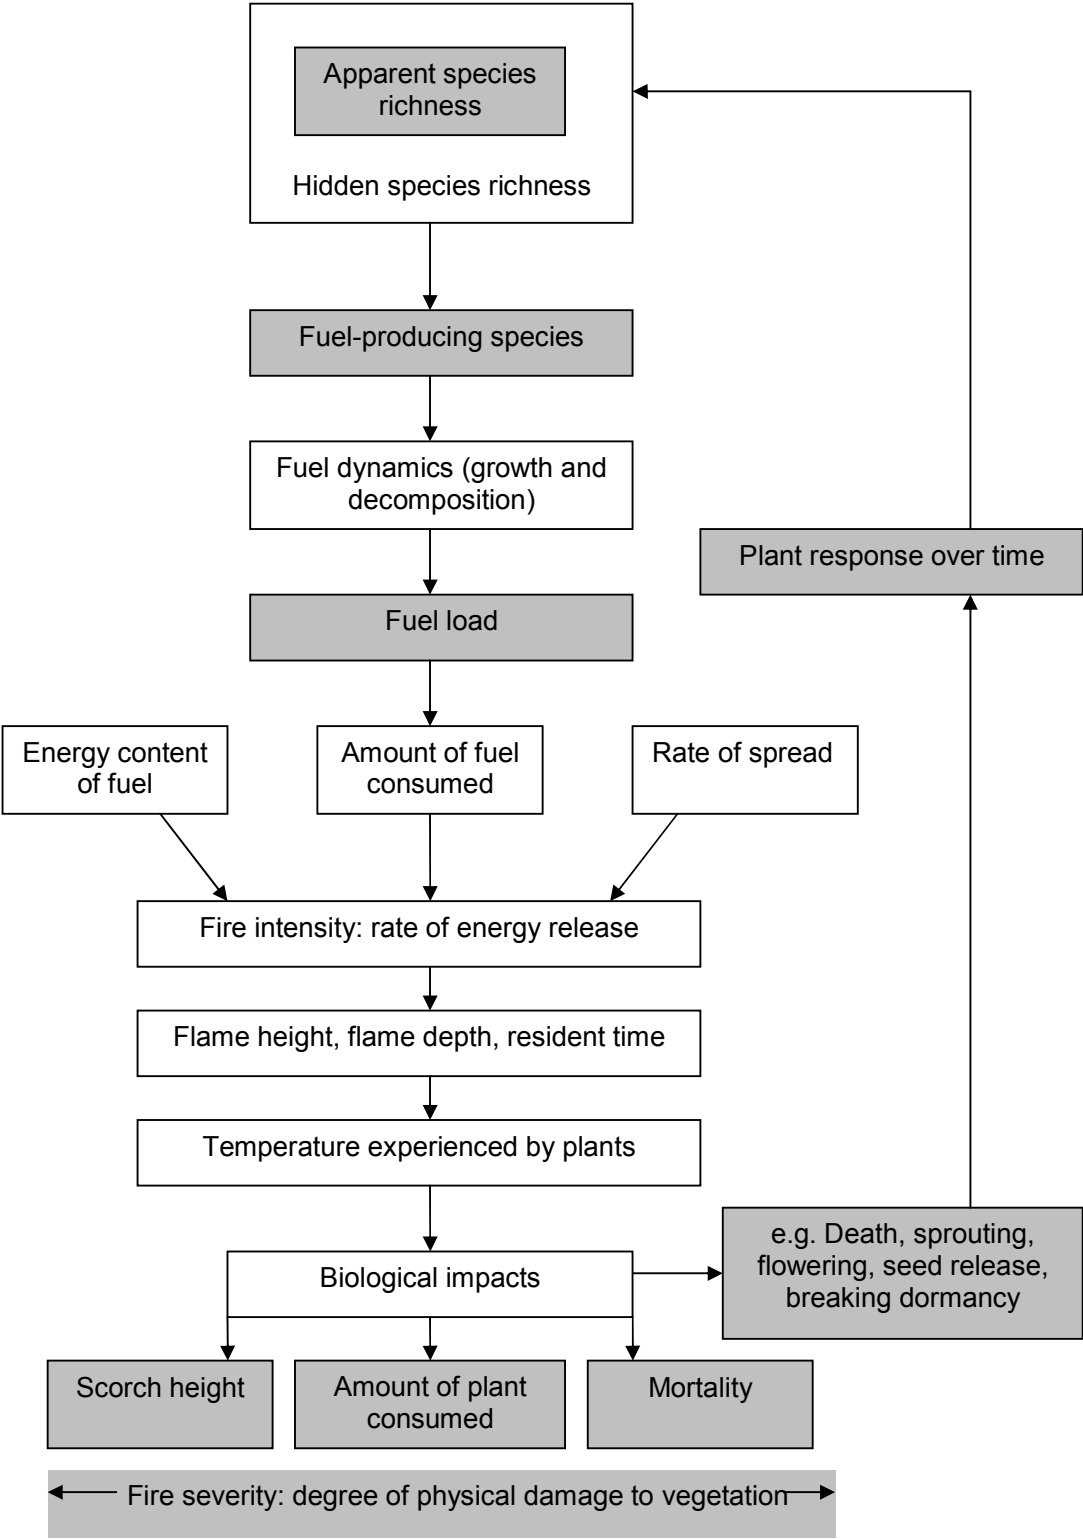 Apparent species
richness
Hidden species richness
Fuel-producing species
Fuel dynamics (growth and
decomposition)
Plant response over time
Fuel load
Energy content
of fuel
Amount of fuel
consumed
Rate of spread
Fire intensity: rate of energy release
Flame height, flame depth, resident time
Temperature experienced by plants
e.g. Death, sprouting,
flowering, seed release,
breaking dormancy
Biological impacts
Scorch height
Amount of plant
consumed
Mortality
Fire severity: degree of physical damage to vegetation